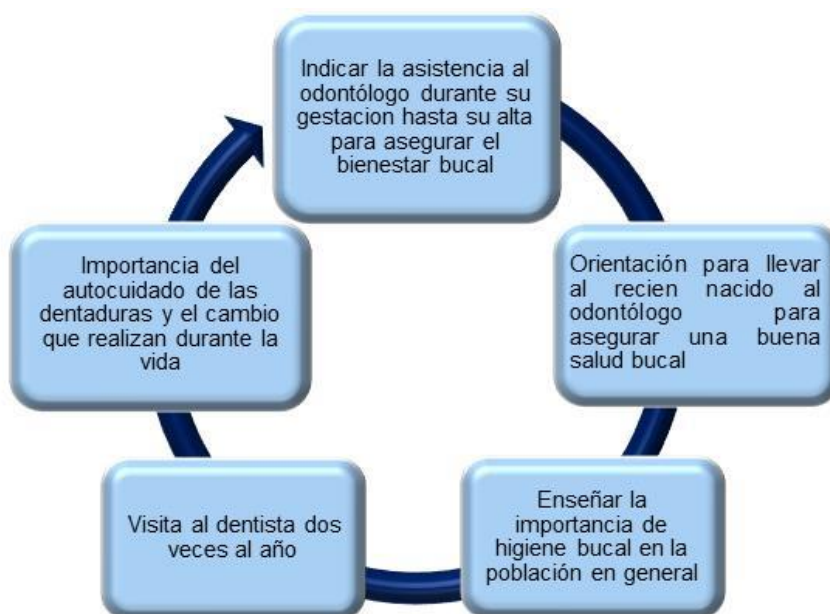 Indicar la asistencia al
odontólogo durante su
gestacion hasta su alta
para asegurar el
bienestar bucal
Orientación para llevar
al recien nacido al
odontólogo para
asegurar una buena
salud bucal
Enseñar la
importancia de
higiene bucal en la
población en general
Visita al dentista dos
veces al año
Importancia del
autocuidado de las
dentaduras y el cambio
que realizan durante la
vida